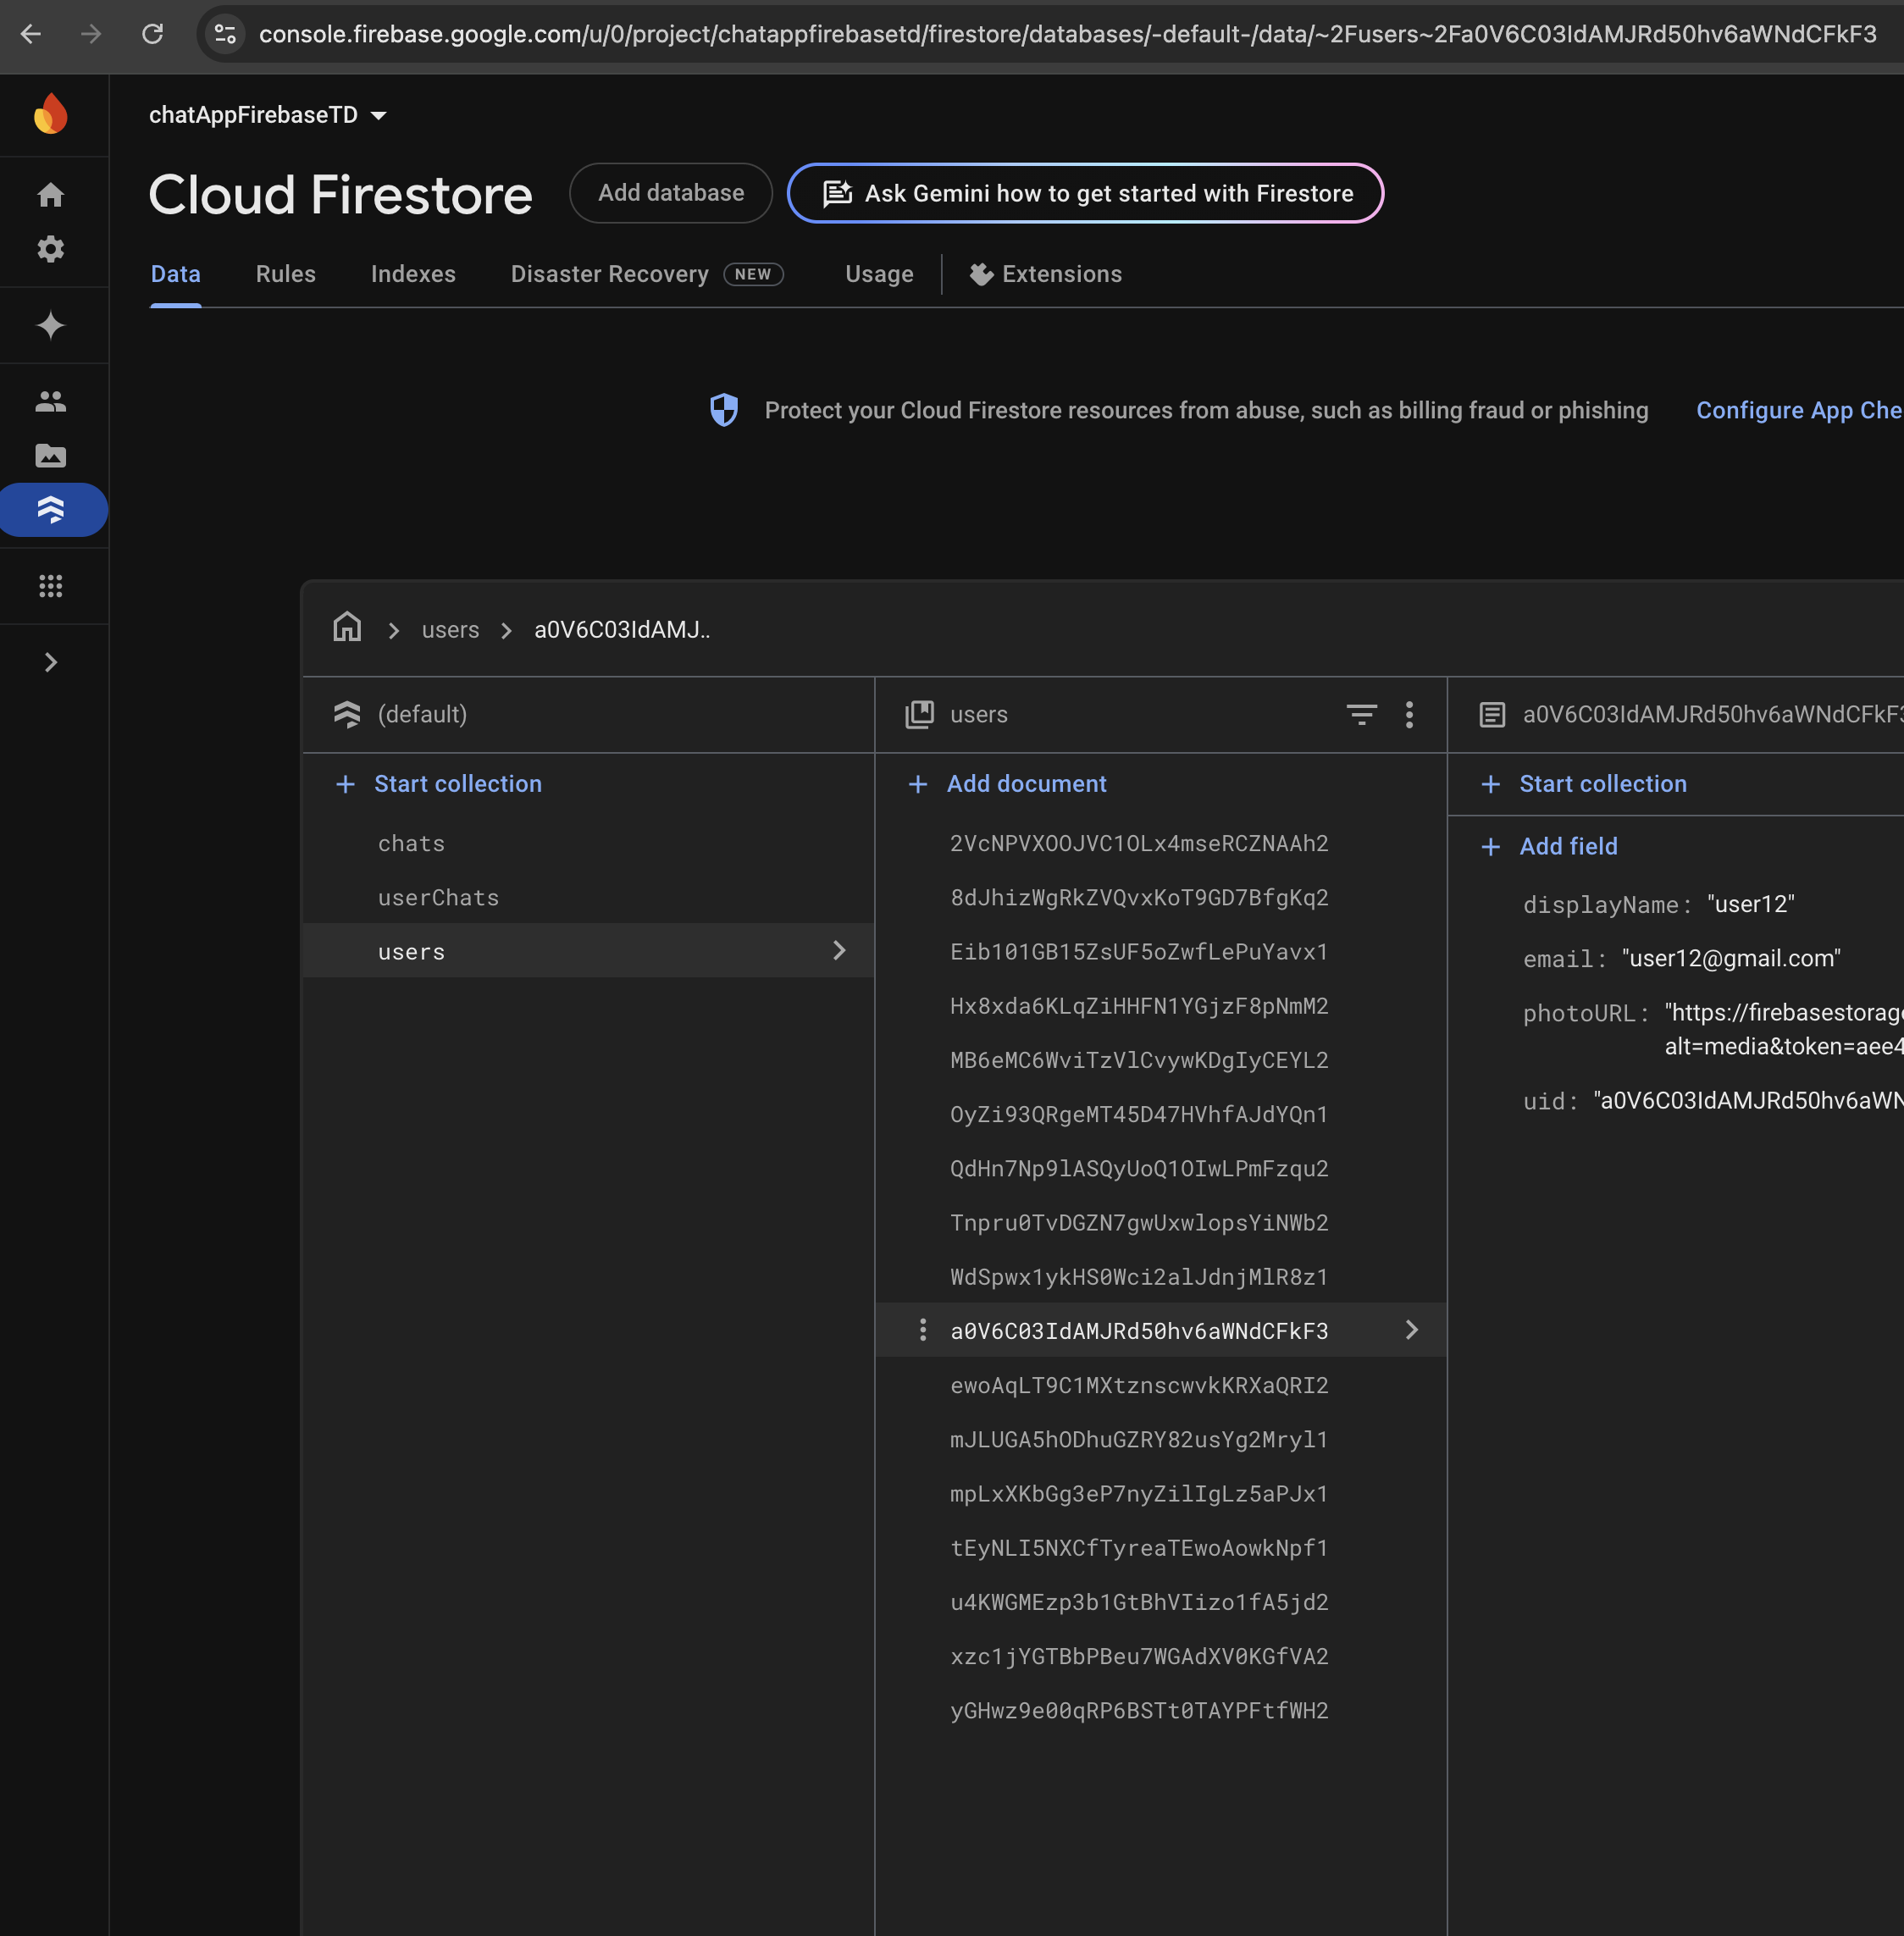 console.firebase.google.com/u/0/project/chatappfirebasetd/firestore/databases/-default-/data/~2Fusers~2Fa0V6C03IdAMJRd50hv6aWNdCFkF3
chatAppFirebaseTD
Cloud Firestore
Add database
Ask Gemini how to get started with Firestore
Data
Rules
Indexes
Disaster Recovery
NEW
Usage
Extensions
Protect your Cloud Firestore resources from abuse, such as billing fraud or phishing
Configure App Che
users
a0V6C03IdAMJ..
(default)
Start collection
chats
userChats
users
users
Add document
2VcNPVXOOJVC1OLx4mseRCZNAAh2
8dJhizWgRkZVQvxKoT9GD7BfgKq2
Eib101GB15ZsUF5oZwfLePuYavx1
Hx8xda6KLqZiHHFN1YGjzF8pNmM2
MB6eMC6WviTzVlCvywKDgIyCEYL2
OyZi93QRgeMT45D47HVhfAJdYQn1
QdHn7Np9lASQyUoQ1OIwLPmFzqu2
Tnpru0TvDGZN7gwUxwlopsYiNWb2
WdSpwx1ykHS0Wci2alJdnjMlR8z1
a0V6C03IdAMJRd50hv6aWNdCFkF3
ewoAqLT9C1MXtznscwvkKRXaQRI2
mJLUGA5hODhuGZRY82usYg2Mryl1
mpLxXKbGg3eP7nyZilIgLz5aPJx1
tEyNLI5NXCfTyreaTEwoAowkNpf1
u4KWGMEzp3b1GtBhVIizo1fA5jd2
xzc1jYGTBbPBeu7WGAdXV0KGfVA2
yGHwz9e00qRP6BSTt0TAYPFtfWH2
a0V6C03IdAMJRd50hv6aWNdCFkF3
Start collection
Add field
displayName: "user12"
email: "user12@gmail.com"
photoURL: "https://firebasestorage
alt=media&token=aee4
uid: "a0V6C03IdAMJRd50hv6aWN